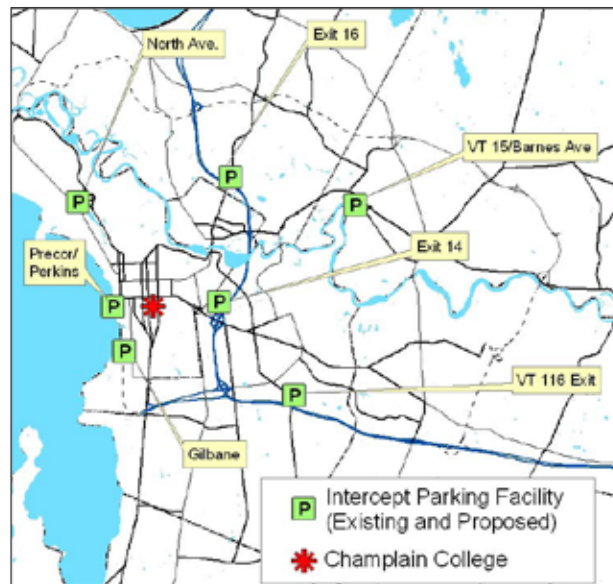 North Ave.
Exit 16
P
VT 15/Barnes Ave
P
P
P
Precor/
Perkins
Exit 14
P
P
P
VT 116 Exit
P
Gilbane
P Intercept Parking Facility
(Existing and Proposed)
Champlain College